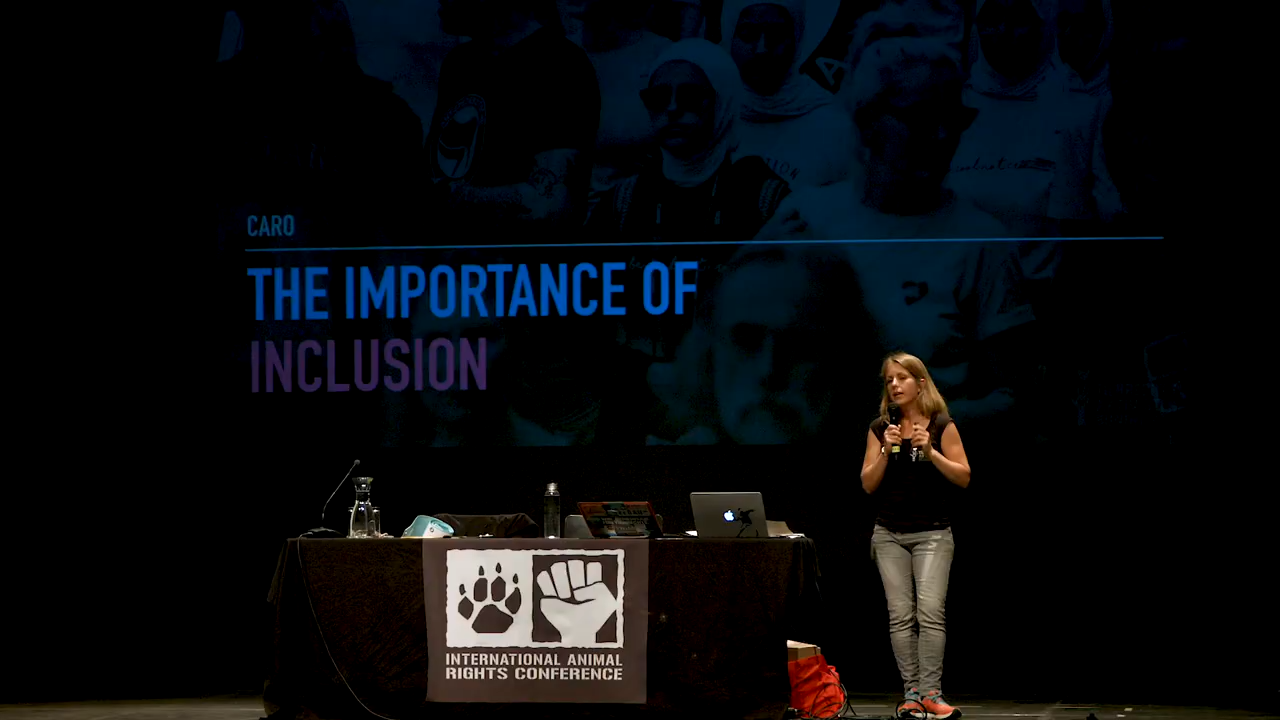 CARO
THE IMPORTANCE OF
INCLUSION
INTERNATIONAL ANIMAL
RIGHTS CONFERENCE